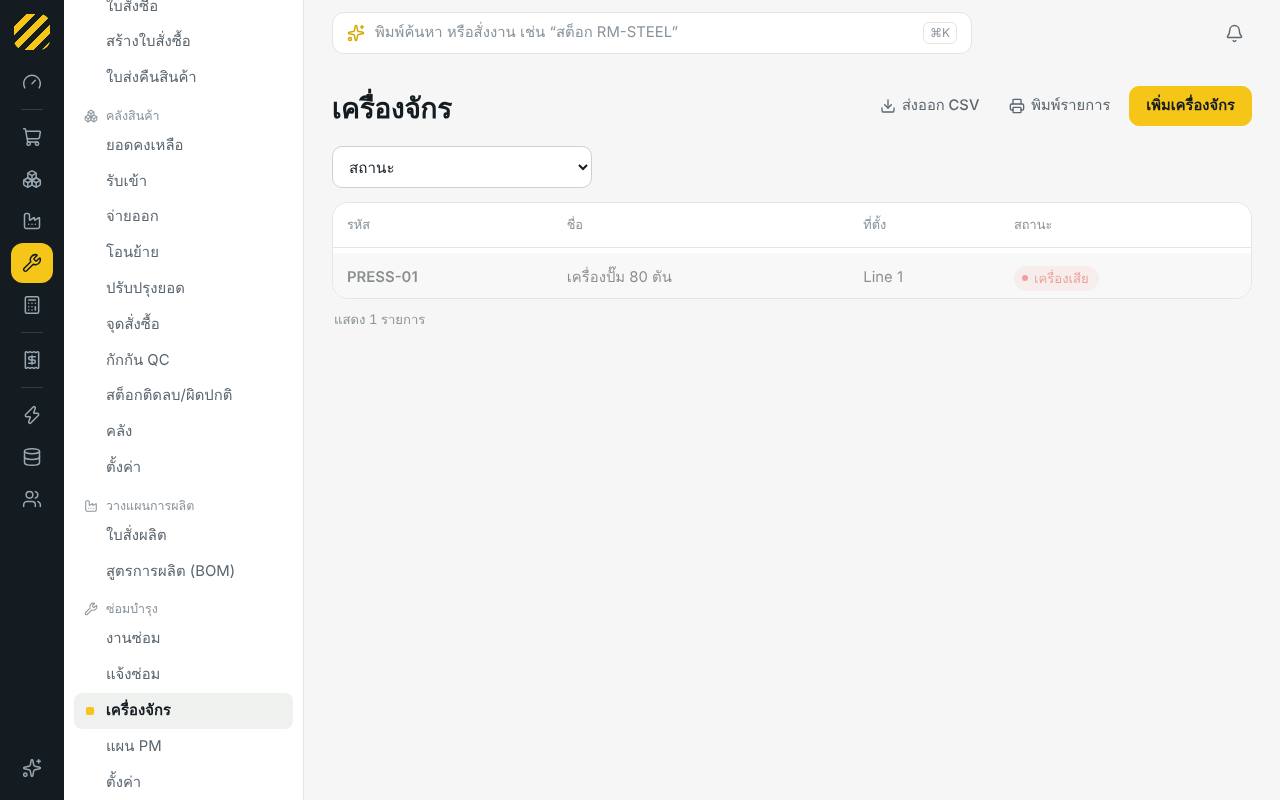 ใบสั่งซื้อ
สร้างใบสั่งซื้อ
ใบส่งคืนสินค้า
คลังสินค้า
ยอดคงเหลือ
รับเข้า
จ่ายออก
โอนย้าย
ปรับปรุงยอด
จุดสั่งซื้อ
กักกัน QC
สต็อกติดลบ/ผิดปกติ
คลัง
ตั้งค่า
วางแผนการผลิต
ใบสั่งผลิต
สูตรการผลิต (BOM)
ซ่อมบำรุง
งานซ่อม
แจ้งซ่อม
เครื่องจักร
แผน PM
ตั้งค่า
พิมพ์ค้นหา หรือสั่งงาน เช่น “สต็อก RM-STEEL” ⌘K
เครื่องจักร
ส่งออก CSV พิมพ์รายการ เพิ่มเครื่องจักร
สถานะ
รหัส ชื่อ ที่ตั้ง สถานะ
PRESS-01 เครื่องปั๊ม 80 ตัน Line 1 เครื่องเสีย
แสดง 1 รายการ